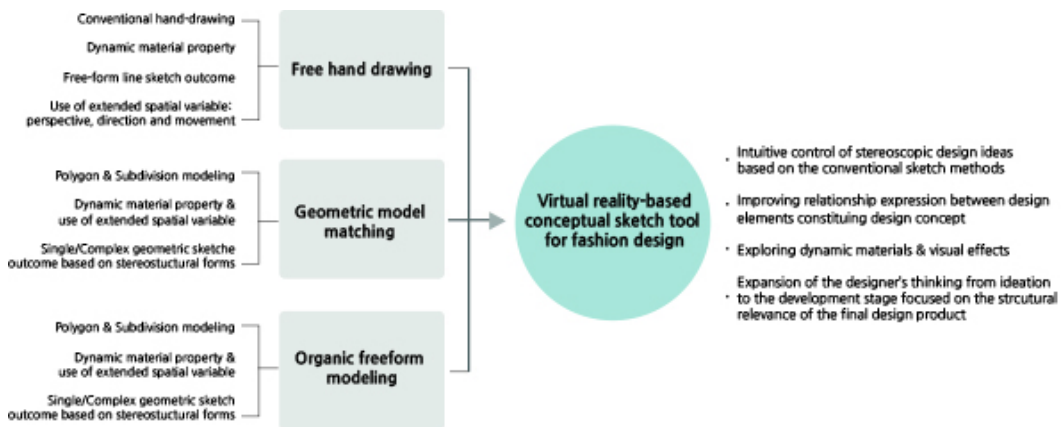 Conventional hand-drawing
Dynamic material property
Free-form line sketch outcome
Use of extended spatial variable:
perspective, direction and movement
Free hand drawing
Polygon & Subdivision modeling
Dynamic material property &
use of extended spatial variable
Single/Complex geometric sketche
outcome based on stereostuctural forms
Geometric model
matching
Polygon & Subdivision modeling
Dynamic material property &
use of extended spatial variable
Single/Complex geometric sketch
outcome based on stereostuctural forms
Organic freeform
modeling
Virtual reality-based
conceptual sketch tool
for fashion design
· Intuitive control of stereoscopic design ideas
based on the conventional sketch methods
· Improving relationship expression between design
elements constituing design concept
· Exploring dynamic materials & visual effects
Expansion of the designer's thinking from ideation
· to the development stage focused on the strcutural
relevance of the final design product